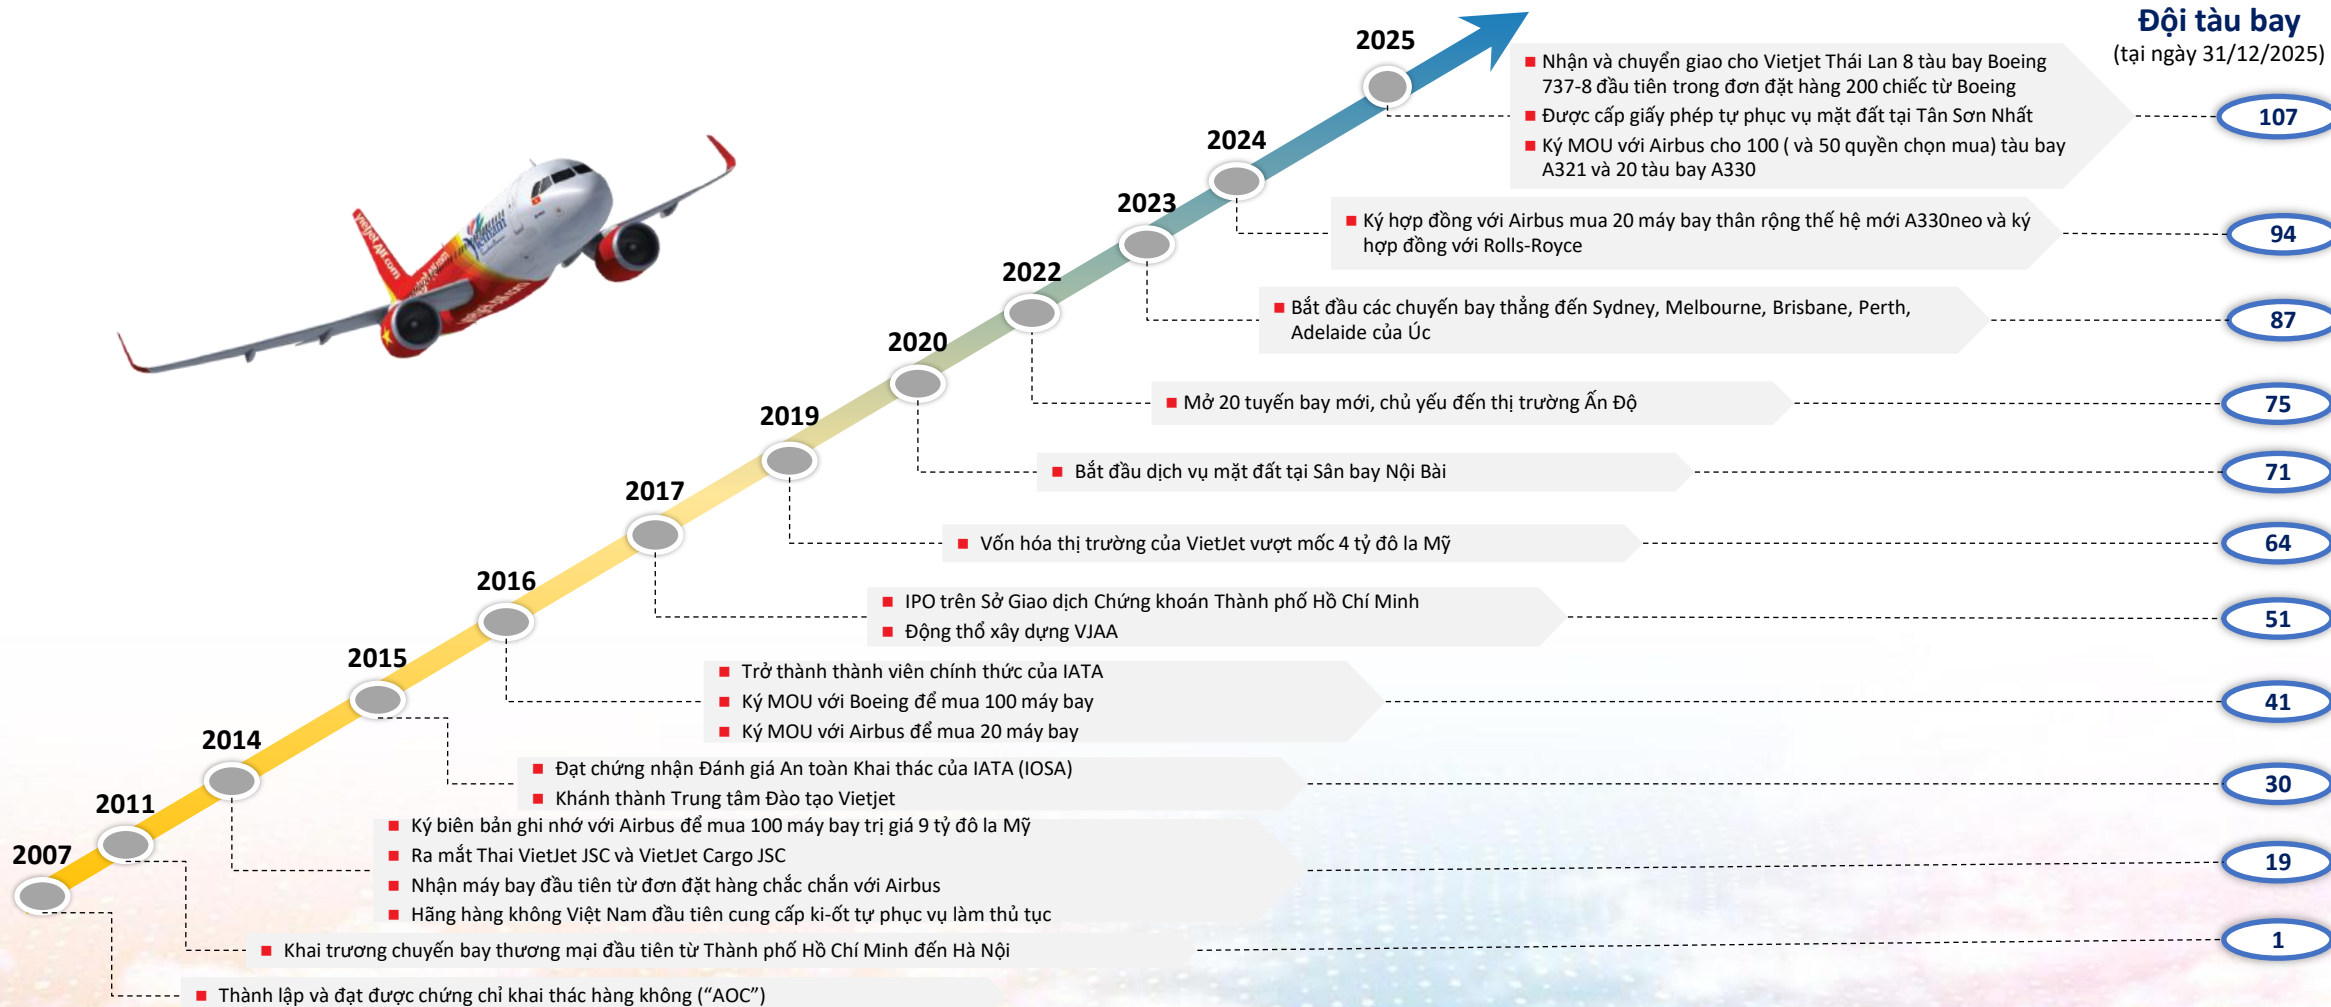 Đội tàu bay
(tại ngày 31/12/2025)
2025
Nhận và chuyển giao cho Vietjet Thái Lan 8 tàu bay Boeing
737-8 đầu tiên trong đơn đặt hàng 200 chiếc từ Boeing
Được cấp giấy phép tự phục vụ mặt đất tại Tân Sơn Nhất
Ký MOU với Airbus cho 100 ( và 50 quyền chọn mua) tàu bay
A321 và 20 tàu bay A330
107
2024
Ký hợp đồng với Airbus mua 20 máy bay thân rộng thế hệ mới A330neo và ký
hợp đồng với Rolls-Royce
94
2023
Bắt đầu các chuyến bay thẳng đến Sydney, Melbourne, Brisbane, Perth,
Adelaide của Úc
87
2022
Mở 20 tuyến bay mới, chủ yếu đến thị trường Ấn Độ
75
2020
Bắt đầu dịch vụ mặt đất tại Sân bay Nội Bài
71
2019
Vốn hóa thị trường của VietJet vượt mốc 4 tỷ đô la Mỹ
64
2017
IPO trên Sở Giao dịch Chứng khoán Thành phố Hồ Chí Minh
Động thổ xây dựng VJAA
51
2016
Trở thành thành viên chính thức của IATA
Ký MOU với Boeing để mua 100 máy bay
Ký MOU với Airbus để mua 20 máy bay
41
2015
Đạt chứng nhận Đánh giá An toàn Khai thác của IATA (IOSA)
Khánh thành Trung tâm Đào tạo Vietjet
30
2014
Ký biên bản ghi nhớ với Airbus để mua 100 máy bay trị giá 9 tỷ đô la Mỹ
Ra mắt Thai VietJet JSC và VietJet Cargo JSC
Nhận máy bay đầu tiên từ đơn đặt hàng chắc chắn với Airbus
Hãng hàng không Việt Nam đầu tiên cung cấp ki-ốt tự phục vụ làm thủ tục
19
2011
Khai trương chuyến bay thương mại đầu tiên từ Thành phố Hồ Chí Minh đến Hà Nội
1
2007
Thành lập và đạt được chứng chỉ khai thác hàng không (“AOC”)